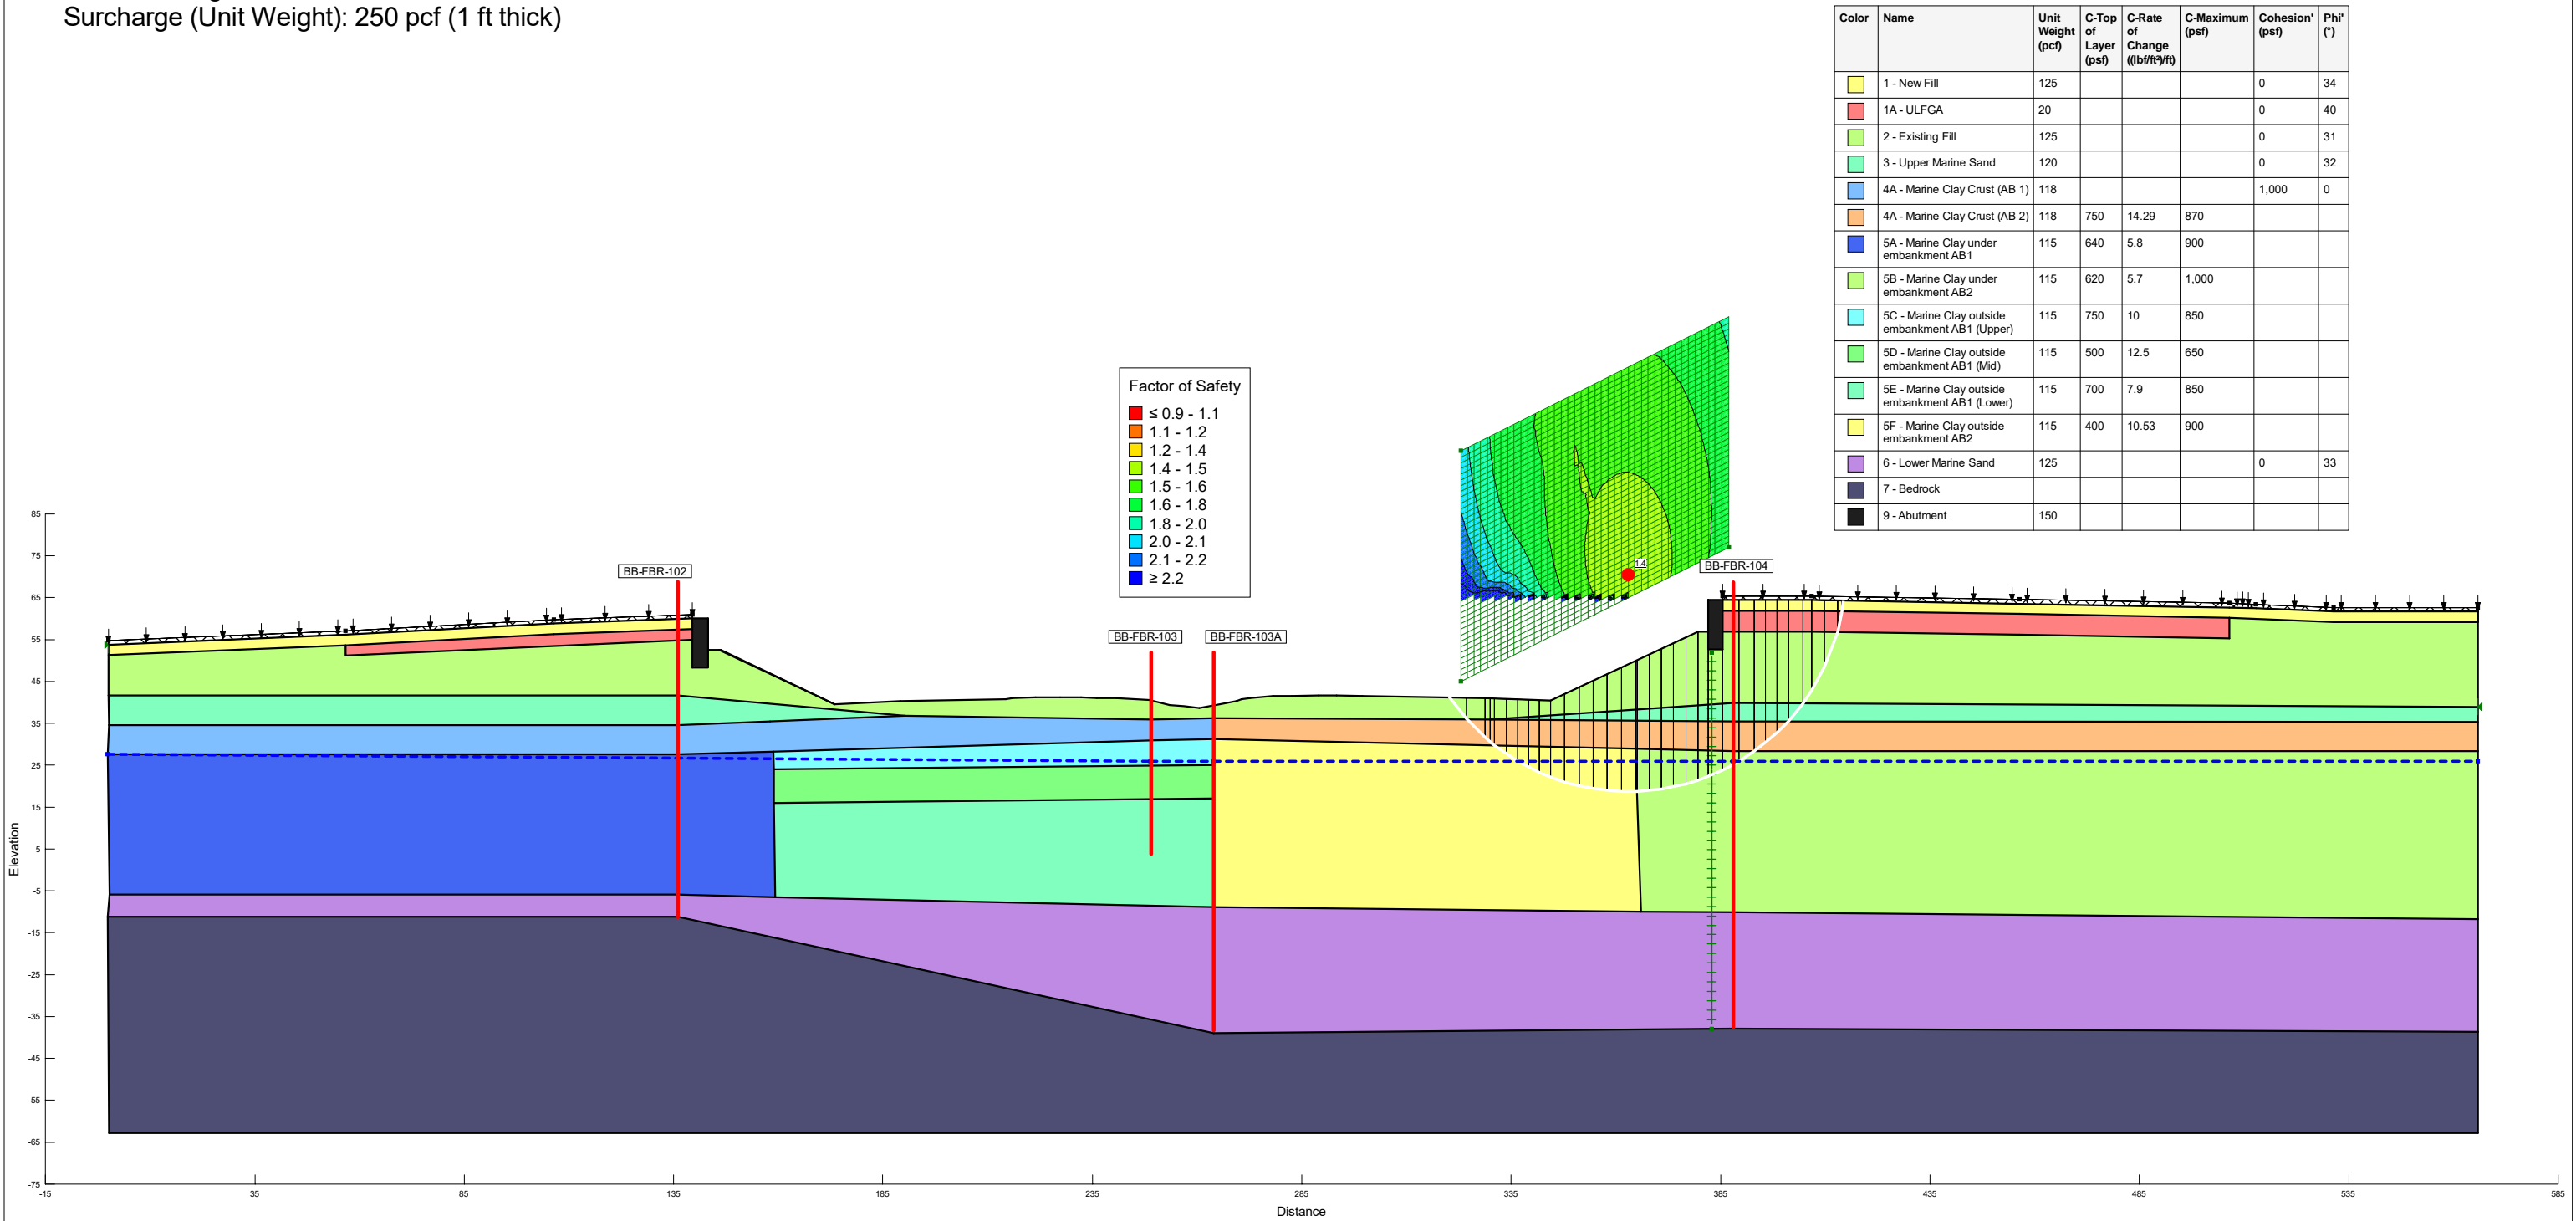 Surcharge (Unit Weight): 250 pcf (1 ft thick)
Color Name Unit Weight (pcf) C-Top of Layer (psf) C-Rate of Change ((lbf/ft²)/ft) C-Maximum (psf) Cohesion' (psf) Phi' (°)
1 - New Fill 125 0 34
1A - ULFGA 20 0 40
2 - Existing Fill 125 0 31
3 - Upper Marine Sand 120 0 32
4A - Marine Clay Crust (AB 1) 118 1,000 0
4A - Marine Clay Crust (AB 2) 118 750 14.29 870
5A - Marine Clay under embankment AB1 115 640 5.8 900
5B - Marine Clay under embankment AB2 115 620 5.7 1,000
5C - Marine Clay outside embankment AB1 (Upper) 115 750 10 850
5D - Marine Clay outside embankment AB1 (Mid) 115 500 12.5 650
5E - Marine Clay outside embankment AB1 (Lower) 115 700 7.9 850
5F - Marine Clay outside embankment AB2 115 400 10.53 900
6 - Lower Marine Sand 125 0 33
7 - Bedrock
9 - Abutment 150
Factor of Safety
≤ 0.9 - 1.1
1.1 - 1.2
1.2 - 1.4
1.4 - 1.5
1.5 - 1.6
1.6 - 1.8
1.8 - 2.0
2.0 - 2.1
2.1 - 2.2
≥ 2.2
1.4
BB-FBR-102
BB-FBR-103
BB-FBR-103A
BB-FBR-104
Elevation
85
75
65
55
45
35
25
15
5
-5
-15
-25
-35
-45
-55
-65
-75
-15 35 85 135 185 235 285 335 385 435 485 535 585
Distance